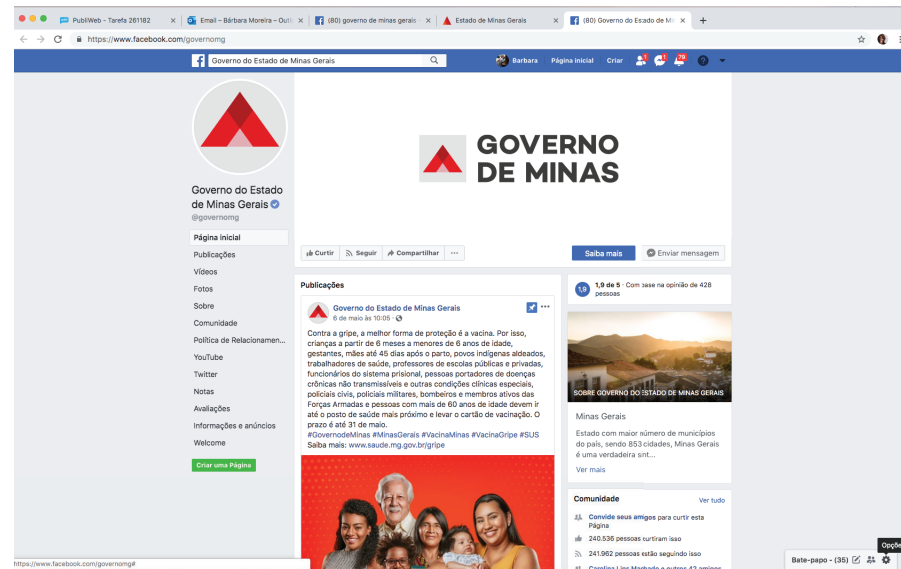 PubliWeb - Tarefa 261182
Email – Bárbara Moreira – Outl
(80) governo de minas gerais
Estado de Minas Gerais
(80) Governo do Estado de Mi
https://www.facebook.com/governomg
Governo do Estado de Minas Gerais
Barbara
Página inicial
Criar
1
1
79
GOVERNO
DE MINAS
Governo do Estado
de Minas Gerais
@governomg
Página inicial
Publicações
Vídeos
Fotos
Sobre
Comunidade
Política de Relacionamen...
YouTube
Twitter
Notas
Avaliações
Informações e anúncios
Welcome
Criar uma Página
Curtir
Seguir
Compartilhar
Saiba mais
Enviar mensagem
Publicações
Governo do Estado de Minas Gerais
6 de maio às 10:05 ·
Contra a gripe, a melhor forma de proteção é a vacina. Por isso,
crianças a partir de 6 meses a menores de 6 anos de idade,
gestantes, mães até 45 dias após o parto, povos indígenas aldeados,
trabalhadores de saúde, professores de escolas públicas e privadas,
funcionários do sistema prisional, pessoas portadores de doenças
crônicas não transmissíveis e outras condições clínicas especiais,
policiais civis, policiais militares, bombeiros e membros ativos das
Forças Armadas e pessoas com mais de 60 anos de idade devem ir
até o posto de saúde mais próximo e levar o cartão de vacinação. O
prazo é até 31 de maio.
#GovernodeMinas #MinasGerais #VacinaMinas #VacinaGripe #SUS
Saiba mais: www.saude.mg.gov.br/gripe
1,9
1,9 de 5 · Com base na opinião de 428
pessoas
SOBRE GOVERNO DO ESTADO DE MINAS GERAIS
Minas Gerais
Estado com maior número de municípios
do país, sendo 853 cidades, Minas Gerais
é uma verdadeira sínt...
Ver mais
Comunidade
Ver tudo
Convide seus amigos para curtir esta
Página
240.536 pessoas curtiram isso
241.962 pessoas estão seguindo isso
Carolina Lins Machado e outros 42 amigos
Opçõe
Bate-papo - (35)
https://www.facebook.com/governomg#